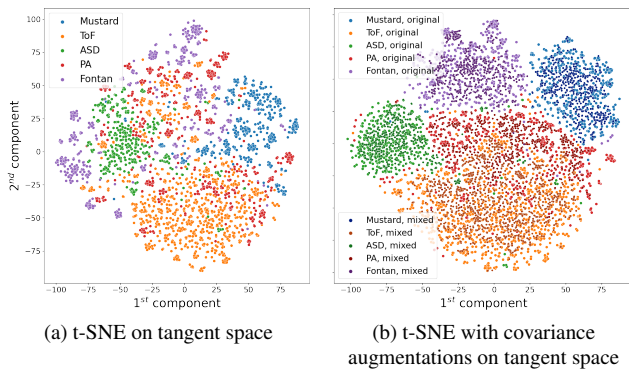 Mustard
ToF
ASD
PA
Fontan
100
75
50
25
0
−25
−50
−75
2nd component
−100 −75 −50 −25 0 25 50 75
1st component
(a) t-SNE on tangent space
Mustard, original
ToF, original
ASD, original
PA, original
Fontan, original
Mustard, mixed
ToF, mixed
ASD, mixed
PA, mixed
Fontan, mixed
−100 −75 −50 −25 0 25 50 75
1st component
(b) t-SNE with covariance
augmentations on tangent space